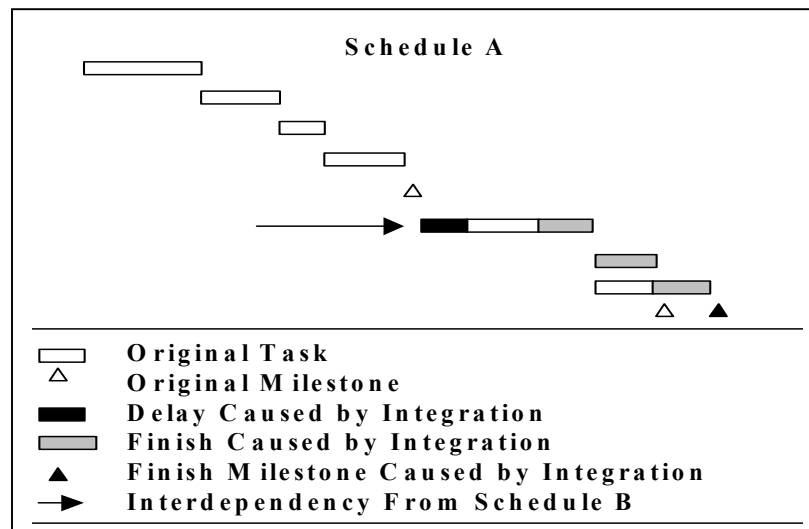 Schedule A
Original Task
Original Milestone
Delay Caused by Integration
Finish Caused by Integration
Finish Milestone Caused by Integration
Interdependency From Schedule B